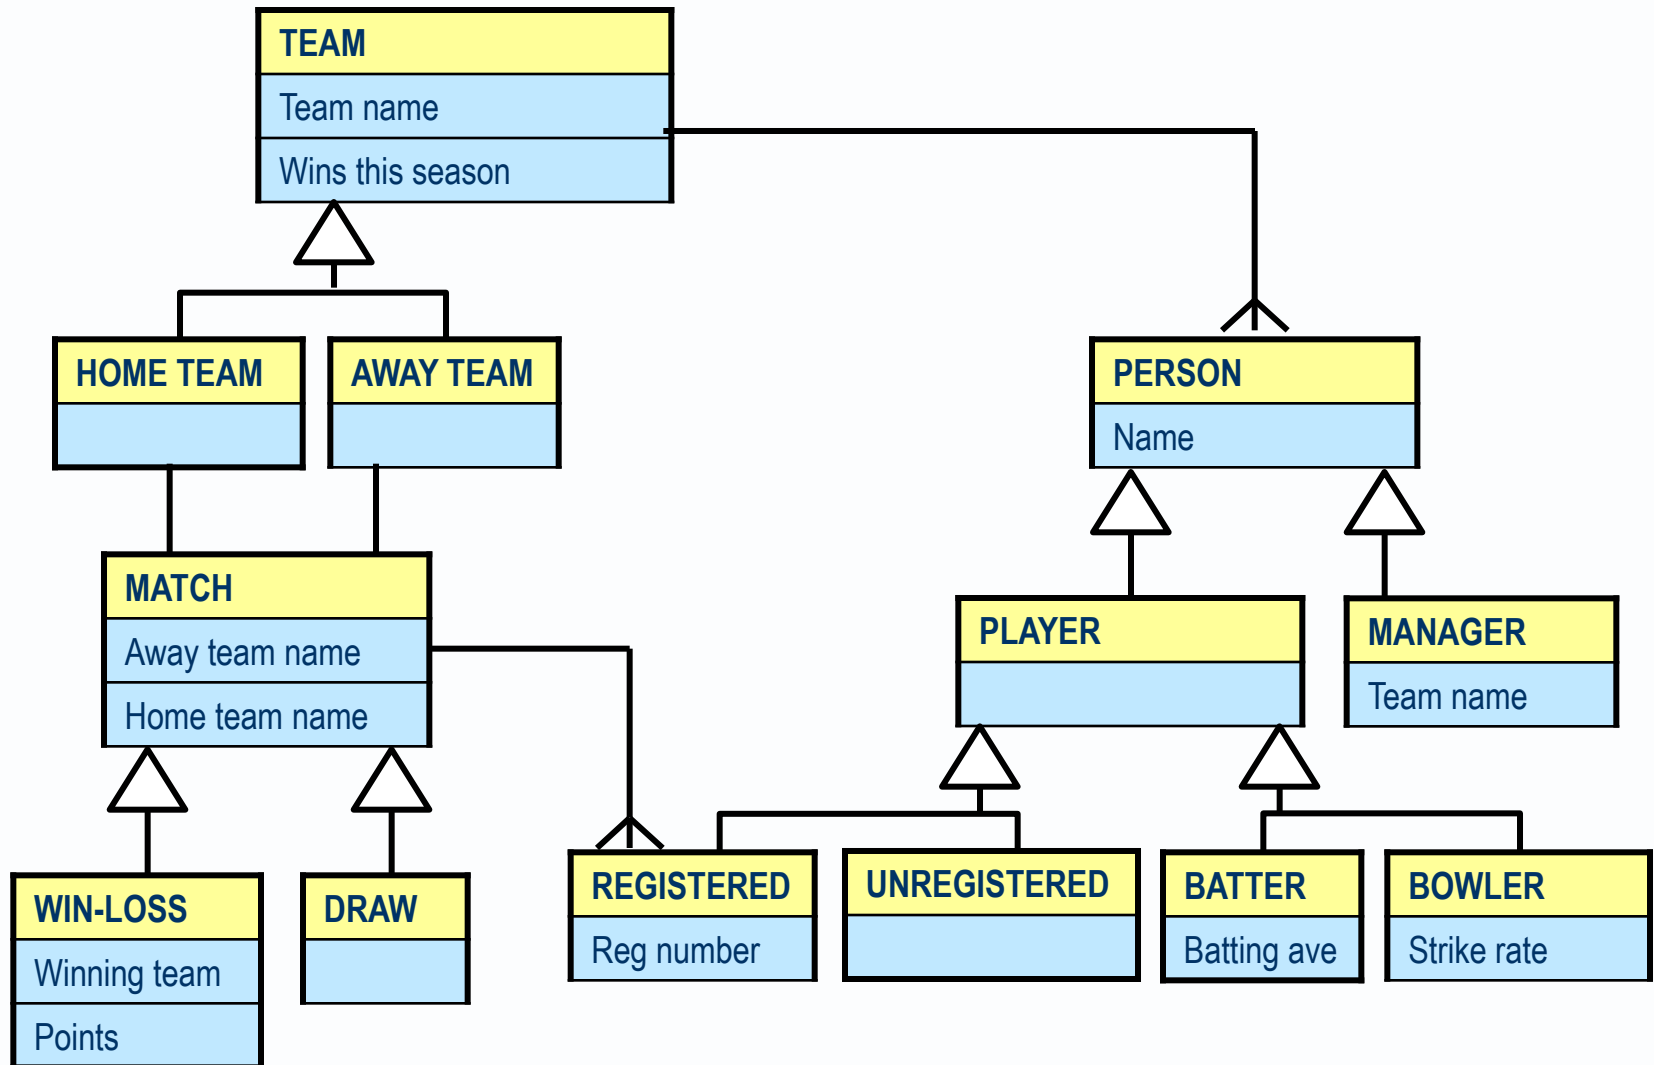 TEAM
Team name
Wins this season
HOME TEAM
AWAY TEAM
PERSON
Name
MATCH
Away team name
Home team name
PLAYER
MANAGER
Team name
WIN-LOSS
Winning team
Points
DRAW
REGISTERED
Reg number
UNREGISTERED
BATTER
Batting ave
BOWLER
Strike rate